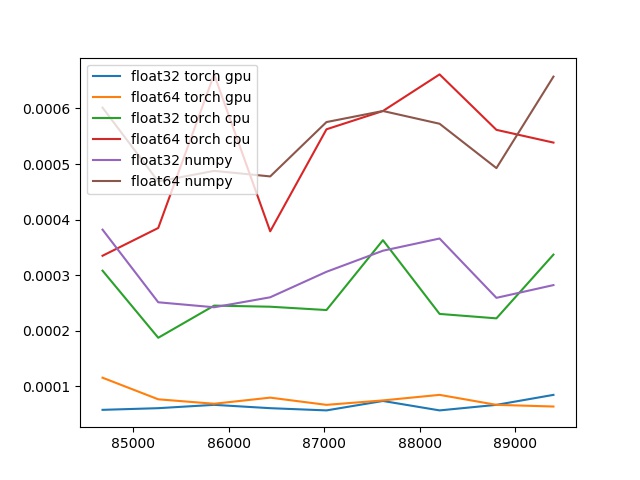 float32 torch gpu
float64 torch gpu
float32 torch cpu
float64 torch cpu
float32 numpy
float64 numpy
0.0006
0.0005
0.0004
0.0003
0.0002
0.0001
85000 86000 87000 88000 89000